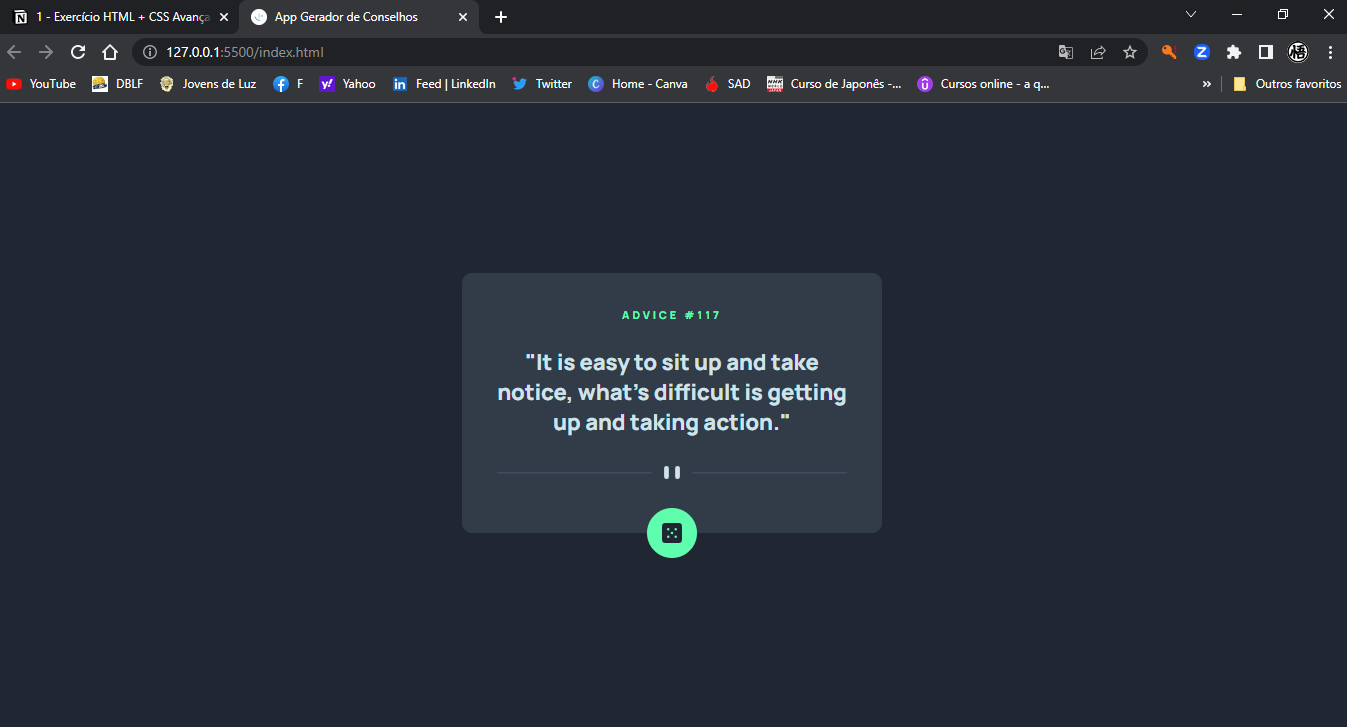 1 - Exercício HTML + CSS Avança
App Gerador de Conselhos
127.0.0.1:5500/index.html
YouTube
DBLF
Jovens de Luz
F
Yahoo
Feed | LinkedIn
Twitter
Home - Canva
SAD
Curso de Japonês -...
Cursos online - a q...
»
Outros favoritos
ADVICE #117
"It is easy to sit up and take
notice, what's difficult is getting
up and taking action."